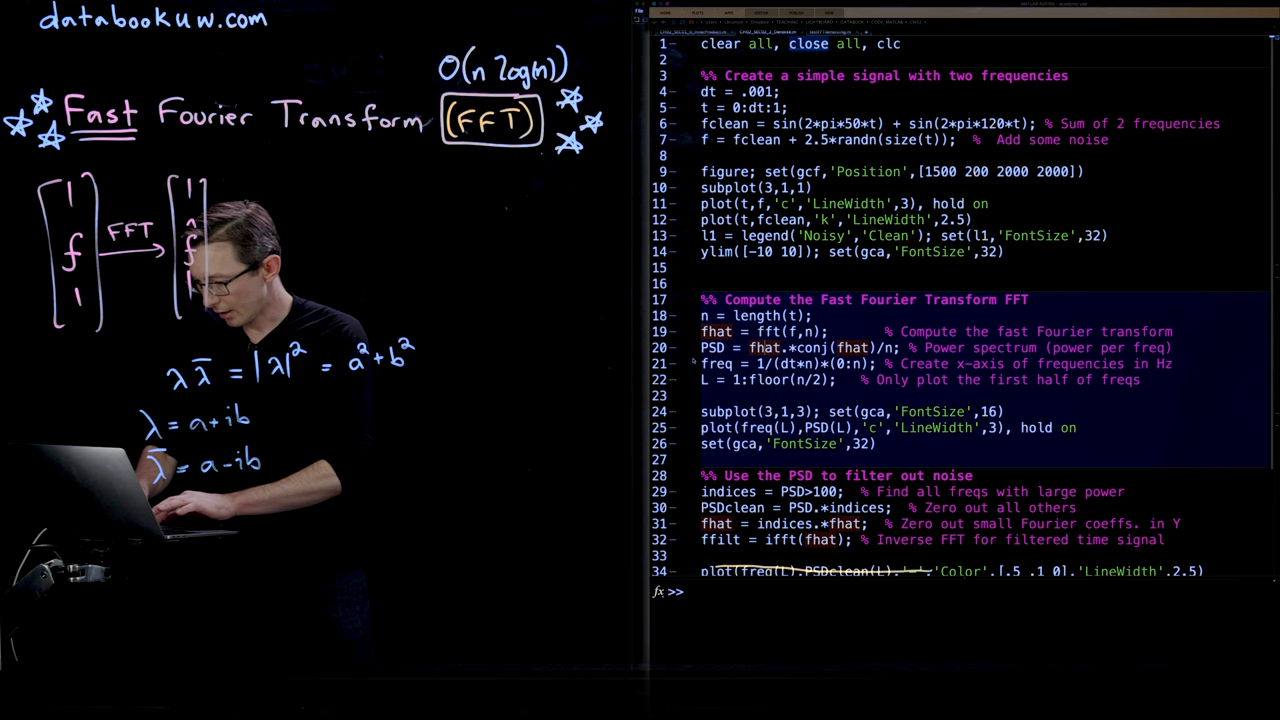 databookuw.com
O(n log(n))
Fast Fourier Transform (FFT)
f FFT f̂
λ λ̄ = |λ|² = a²+b²
λ = a+ib
λ̄ = a-ib
1 clear all, close all, clc
2
3 %% Create a simple signal with two frequencies
4 dt = .001;
5 t = 0:dt:1;
6 fclean = sin(2*pi*50*t) + sin(2*pi*120*t); % Sum of 2 frequencies
7 f = fclean + 2.5*randn(size(t)); % Add some noise
8
9 figure; set(gcf,'Position',[1500 200 2000 2000])
10 subplot(3,1,1)
11 plot(t,f,'c','LineWidth',3), hold on
12 plot(t,fclean,'k','LineWidth',2.5)
13 l1 = legend('Noisy','Clean'); set(l1,'FontSize',32)
14 ylim([-10 10]); set(gca,'FontSize',32)
15
16
17 %% Compute the Fast Fourier Transform FFT
18 n = length(t);
19 fhat = fft(f,n); % Compute the fast Fourier transform
20 PSD = fhat.*conj(fhat)/n; % Power spectrum (power per freq)
21 freq = 1/(dt*n)*(0:n); % Create x-axis of frequencies in Hz
22 L = 1:floor(n/2); % Only plot the first half of freqs
23
24 subplot(3,1,3); set(gca,'FontSize',16)
25 plot(freq(L),PSD(L),'c','LineWidth',3), hold on
26 set(gca,'FontSize',32)
27
28 %% Use the PSD to filter out noise
29 indices = PSD>100; % Find all freqs with large power
30 PSDclean = PSD.*indices; % Zero out all others
31 fhat = indices.*fhat; % Zero out small Fourier coeffs. in Y
32 ffilt = ifft(fhat); % Inverse FFT for filtered time signal
33
34 plot(freq(L),PSDclean(L),'-','Color',[.5 .1 0],'LineWidth',2.5)
fx >>